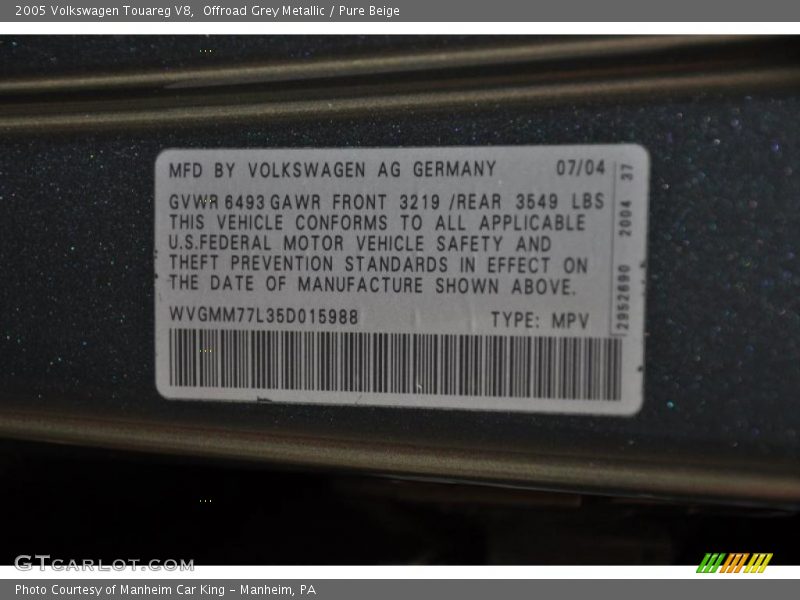 2005 Volkswagen Touareg V8,  Offroad Grey Metallic / Pure Beige
MFD BY VOLKSWAGEN AG GERMANY 07/04
GVWR 6493 GAWR FRONT 3219 /REAR 3549 LBS
THIS VEHICLE CONFORMS TO ALL APPLICABLE
U.S.FEDERAL MOTOR VEHICLE SAFETY AND
THEFT PREVENTION STANDARDS IN EFFECT ON
THE DATE OF MANUFACTURE SHOWN ABOVE.
WVGMM77L35D015988 TYPE: MPV
2952690 2004 37
GTCARLOT.COM
Photo Courtesy of Manheim Car King - Manheim, PA